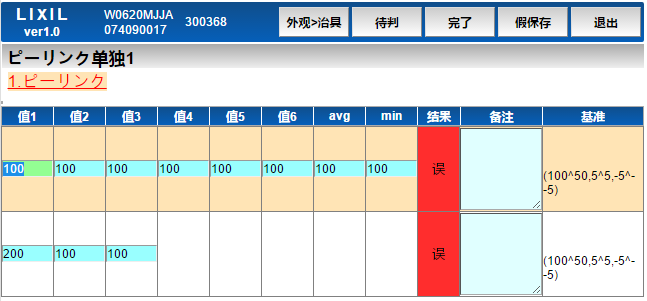 LIXIL
ver1.0
W0620MJJA
074090017
300368
外观>治具
待判
完了
假保存
退出
ピーリンク単独1
1.ピーリンク
值1 值2 值3 值4 值5 值6 avg min 结果 备注 基准
100 100 100 100 100 100 100 100 误 (100^50,5^5,-5^-
-5)
200 100 100 误 (100^50,5^5,-5^-
-5)